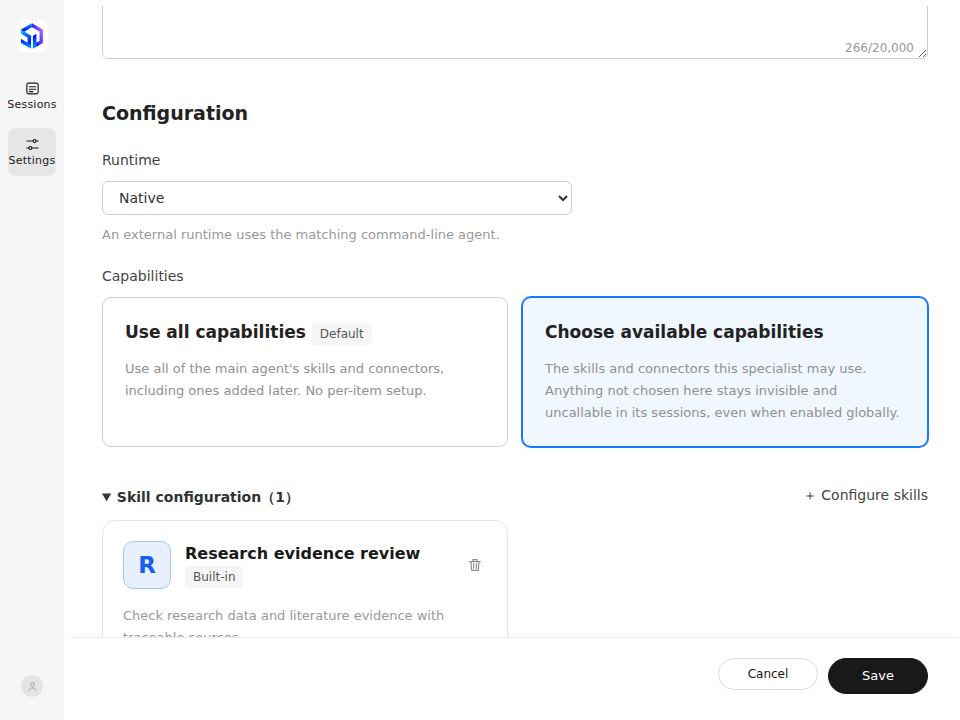 266/20,000
Sessions
Settings
Configuration
Runtime
Native
An external runtime uses the matching command-line agent.
Capabilities
Use all capabilities Default
Use all of the main agent's skills and connectors,
including ones added later. No per-item setup.
Choose available capabilities
The skills and connectors this specialist may use.
Anything not chosen here stays invisible and
uncallable in its sessions, even when enabled globally.
▼ Skill configuration（1）
+ Configure skills
R
Research evidence review
Built-in
Check research data and literature evidence with
traceable sources.
Cancel
Save